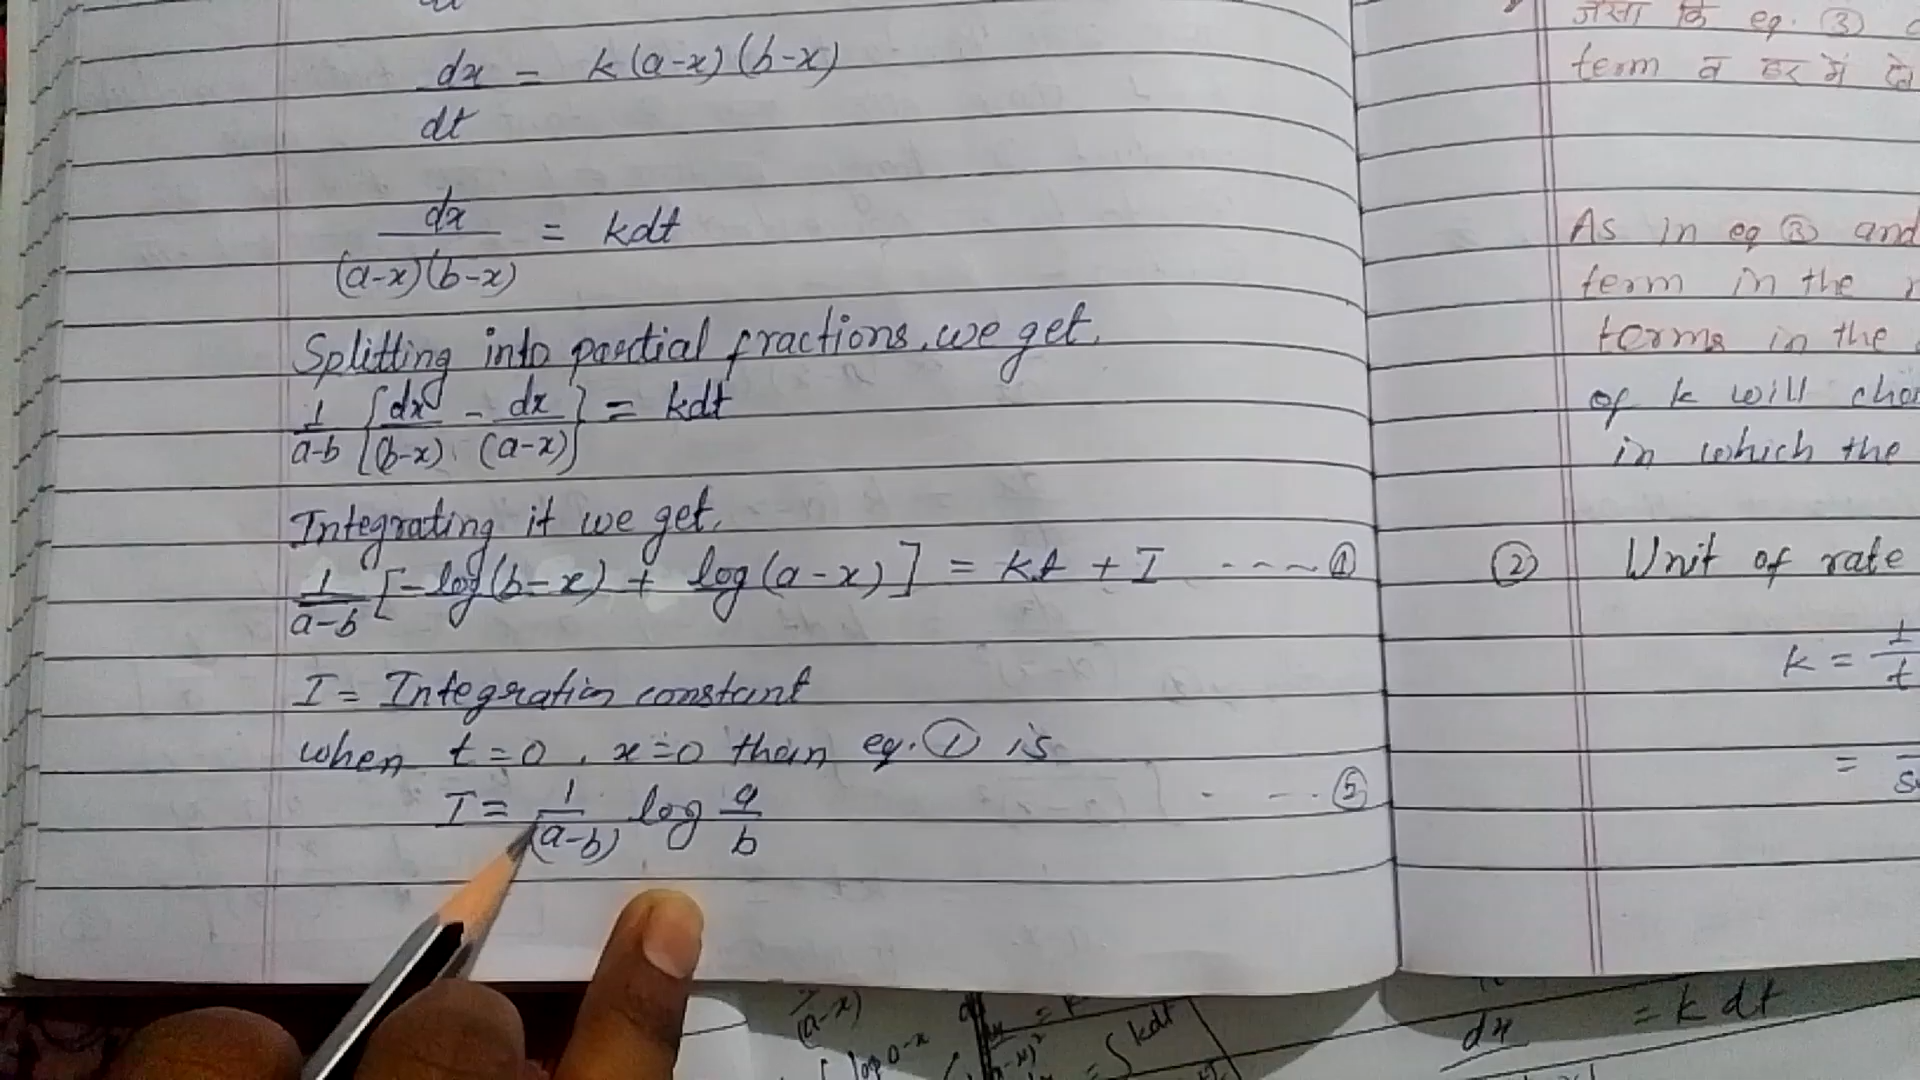 dx = k(a-x)(b-x)
dt
dx = kdt
(a-x)(b-x)
Splitting into partial fractions, we get.
1 [dx - dx] = kdt
a-b [(b-x) (a-x)]
Integrating it we get,
1 [-log(b-x) + log(a-x)] = kt + I ----
a-b
I = Integration constant
when t=0, x=0 then eq. ① is
I = 1 log a - --- ⑤
(a-b) b
जैसा कि eq. ③
term व हर में
As in eq ③ and
term in the
terms in the
of k will
in which the
② Unit of rate
k = 1
t
=
(a-x)
= k
∫kdt
log a-x
dx = k dt